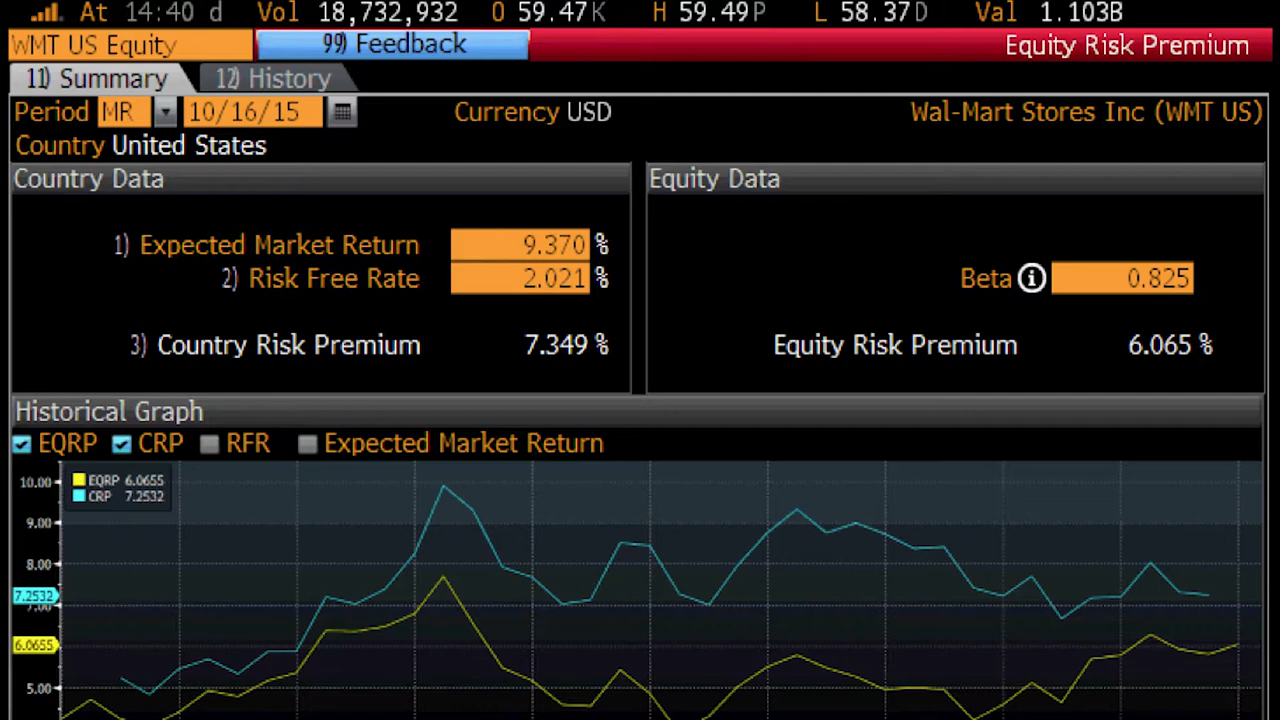 At 14:40 d Vol 18,732,932 O 59.47K H 59.49P L 58.37D Val 1.103B
WMT US Equity 99) Feedback Equity Risk Premium
11) Summary 12) History
Period MR 10/16/15 Currency USD Wal-Mart Stores Inc (WMT US)
Country United States
Country Data Equity Data
1) Expected Market Return 9.370 %
2) Risk Free Rate 2.021 % Beta 0.825
3) Country Risk Premium 7.349 % Equity Risk Premium 6.065 %
Historical Graph
EQRP CRP RFR Expected Market Return
10.00 EQRP 6.0655
CRP 7.2532
9.00
8.00
7.2532
7.00
6.0655
5.00